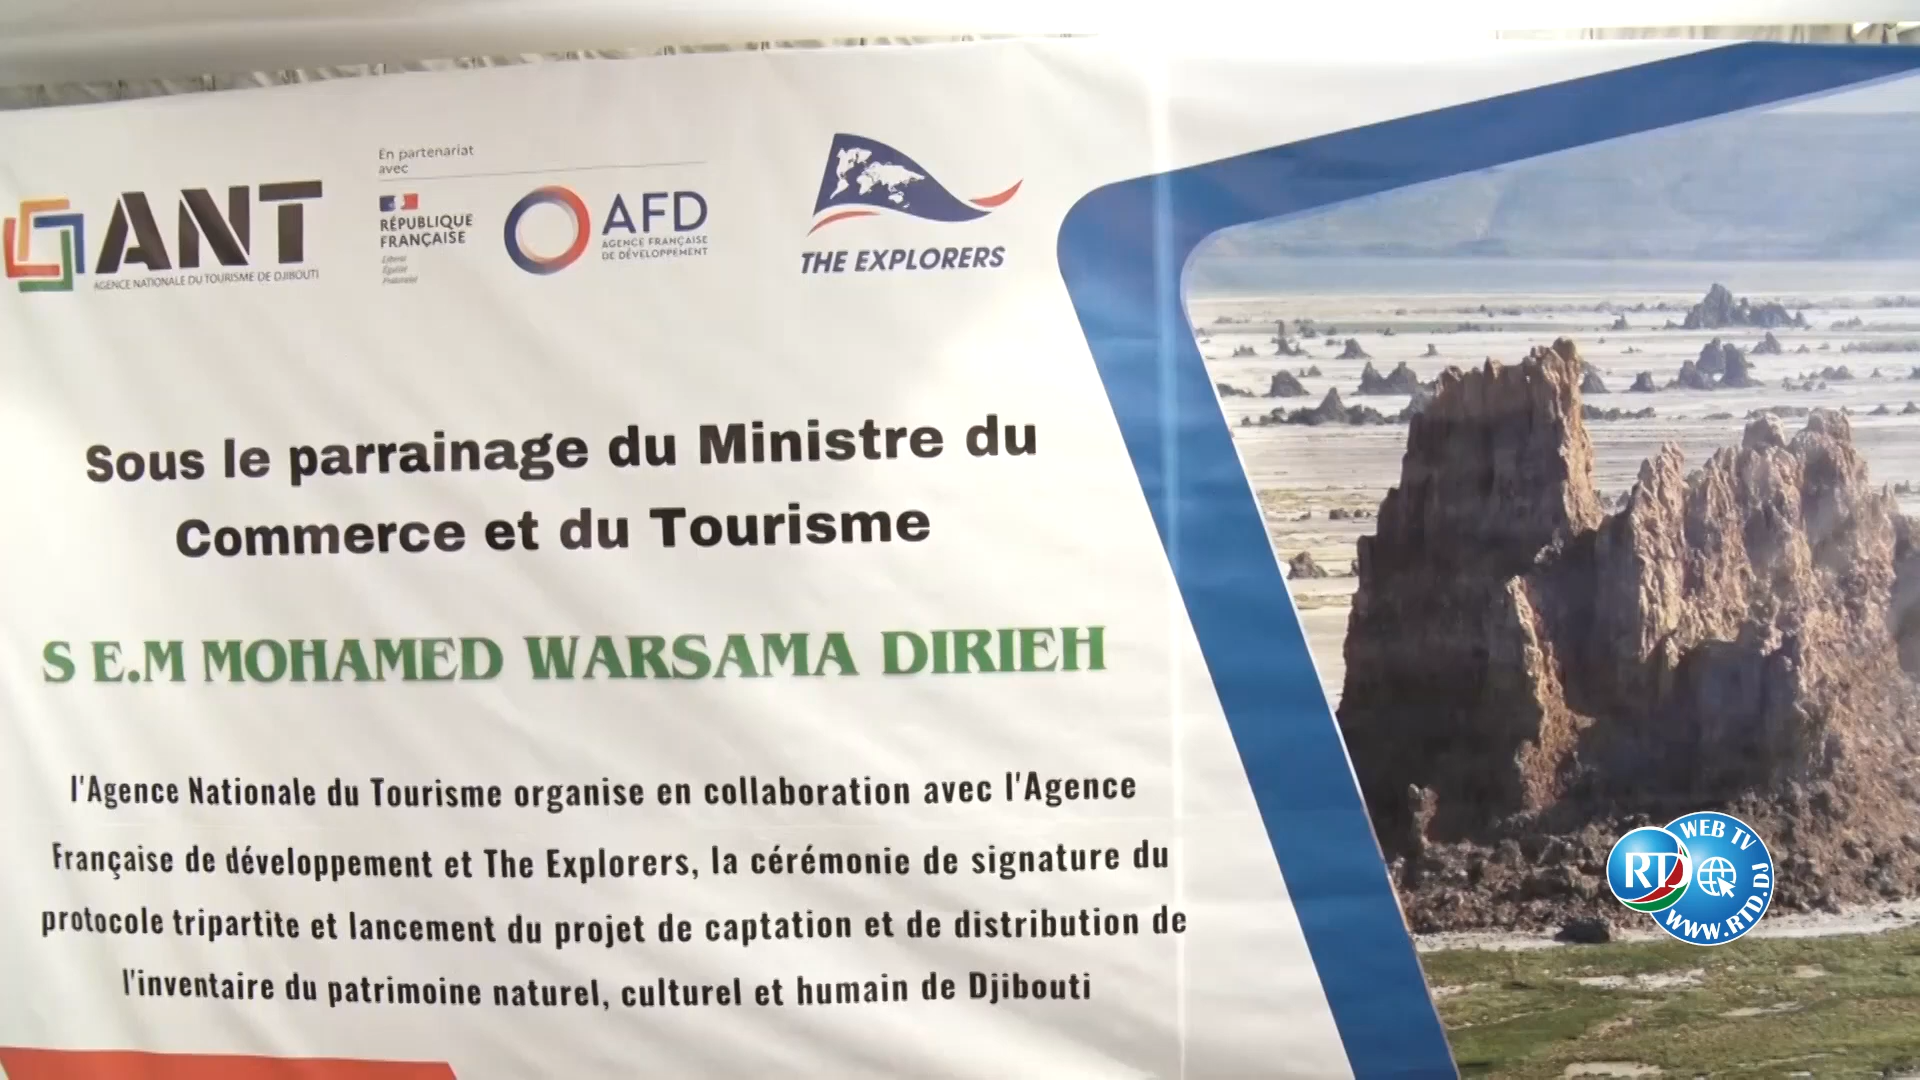 ANT
AGENCE NATIONALE DU TOURISME DE DJIBOUTI
En partenariat
avec
RÉPUBLIQUE
FRANÇAISE
Liberté
Égalité
Fraternité
AFD
AGENCE FRANÇAISE
DE DÉVELOPPEMENT
THE EXPLORERS
Sous le parrainage du Ministre du
Commerce et du Tourisme
S E.M MOHAMED WARSAMA DIRIEH
l'Agence Nationale du Tourisme organise en collaboration avec l'Agence
Française de développement et The Explorers, la cérémonie de signature du
protocole tripartite et lancement du projet de captation et de distribution de
l'inventaire du patrimoine naturel, culturel et humain de Djibouti
WEB TV
RTD
WWW.RTD.DJ